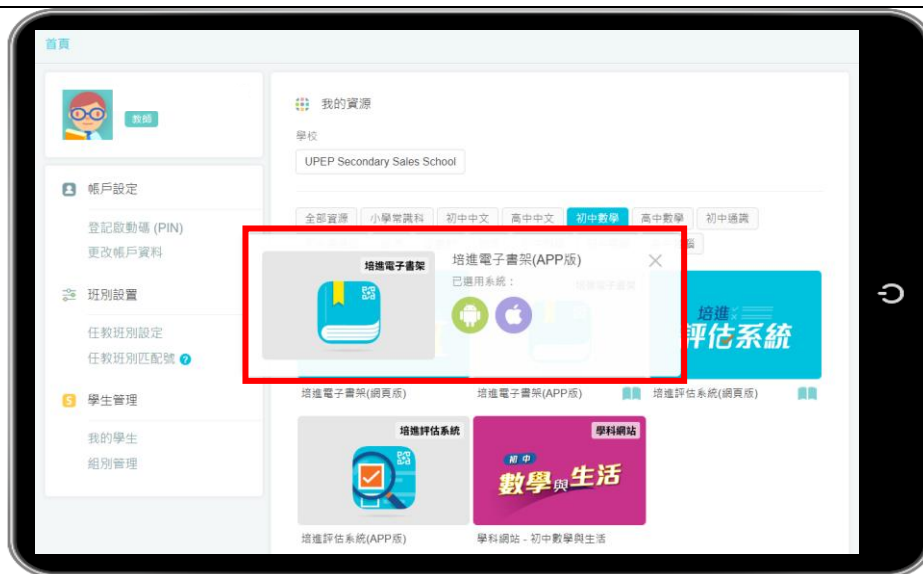 首頁
教師
帳戶設定
登記啟動碼 (PIN)
更改帳戶資料
班別設置
任教班別設定
任教班別匹配號 ?
S 學生管理
我的學生
組別管理
我的資源
學校
UPEP Secondary Sales School
全部資源 小學常識科 初中中文 高中中文 初中數學 高中數學 初中通識
培進電子書架
培進電子書架(APP版)
已選用系統：
培進
評估系統
培進電子書架(網頁版) 培進電子書架(APP版) 培進評估系統(網頁版)
培進評估系統
學科網站
初中
數學與生活
培進評估系統(APP版) 學科網站 - 初中數學與生活